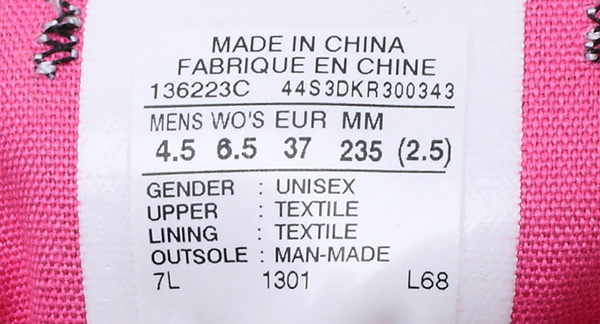 MADE IN CHINA
FABRIQUE EN CHINE
136223C 44S3DKR300343
MENS WO'S EUR MM
4.5 6.5 37 235 (2.5)
GENDER : UNISEX
UPPER : TEXTILE
LINING : TEXTILE
OUTSOLE : MAN-MADE
7L 1301 L68